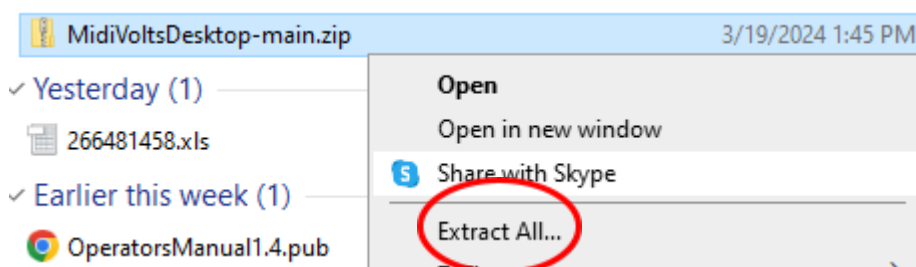 MidiVoltsDesktop-main.zip 3/19/2024 1:45 PM
Yesterday (1)
Open
Open in new window
266481458.xls
Share with Skype
Earlier this week (1)
Extract All...
OperatorsManual1.4.pub